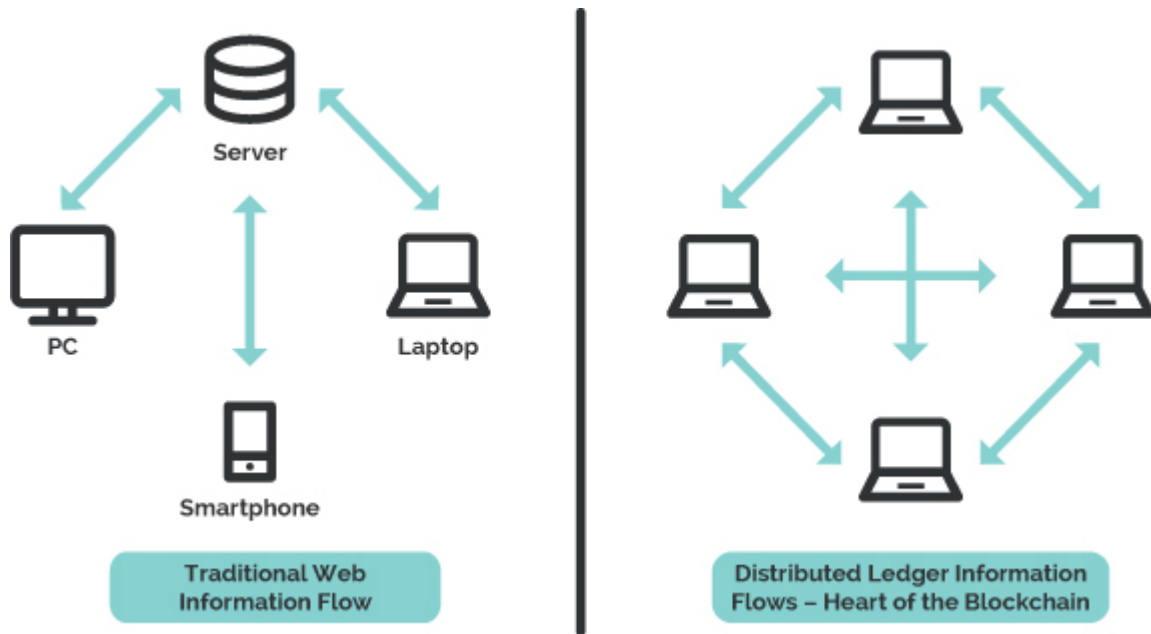 Server
PC
Laptop
Smartphone
Traditional Web
Information Flow
Distributed Ledger Information
Flows – Heart of the Blockchain